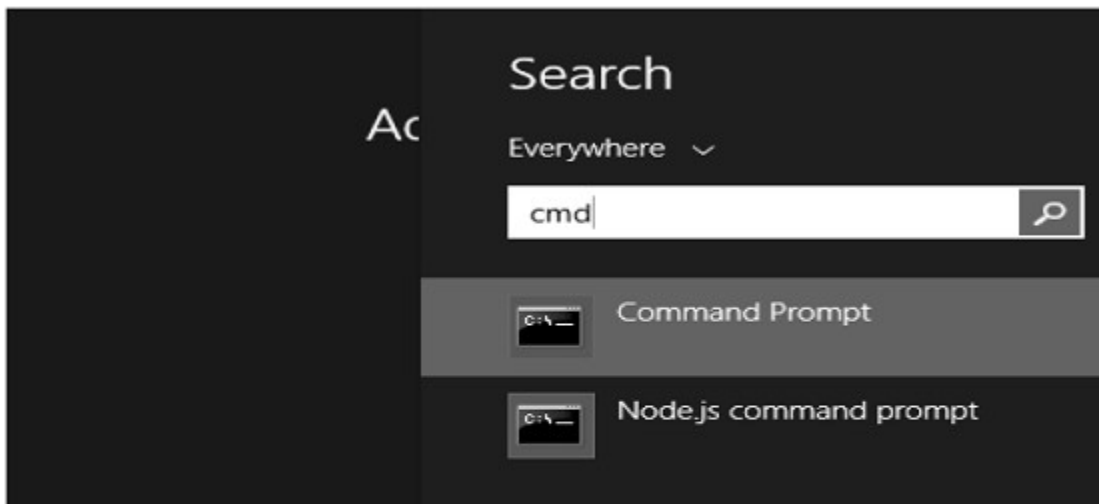 Search
Ac
Everywhere
cmd
Command Prompt
Node.js command prompt